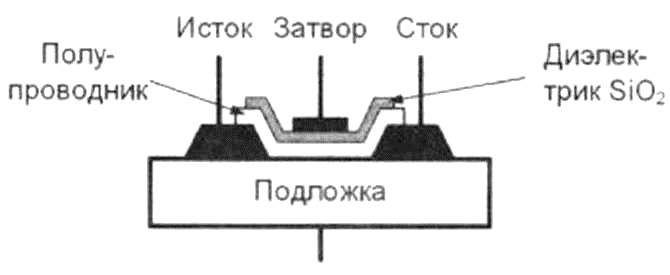 Исток Затвор Сток
Полу-
проводник
Диэлек-
трик SiO₂
Подложка